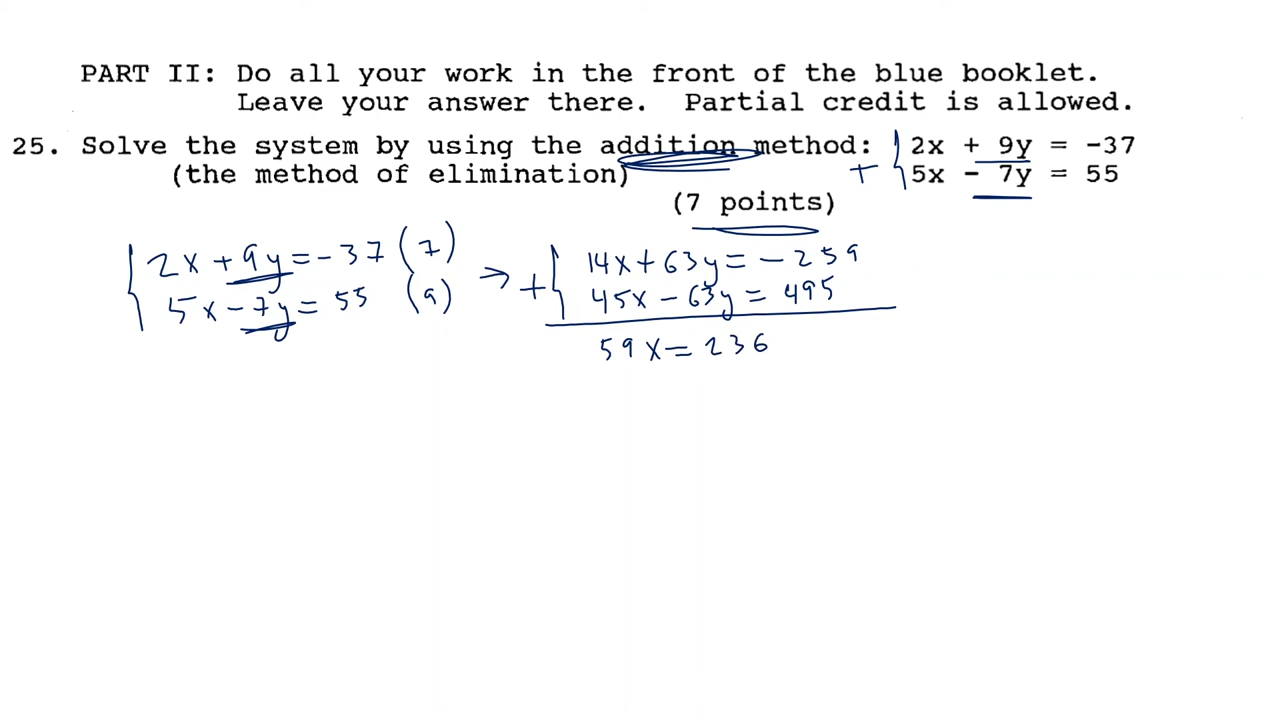 PART II: Do all your work in the front of the blue booklet.
Leave your answer there. Partial credit is allowed.
25. Solve the system by using the addition method: { 2x + 9y = -37
(the method of elimination) + 5x - 7y = 55
(7 points)
{ 2x + 9y = -37 (7) → + { 14x + 63y = -259
5x - 7y = 55 (9) 45x - 63y = 495
59x = 236